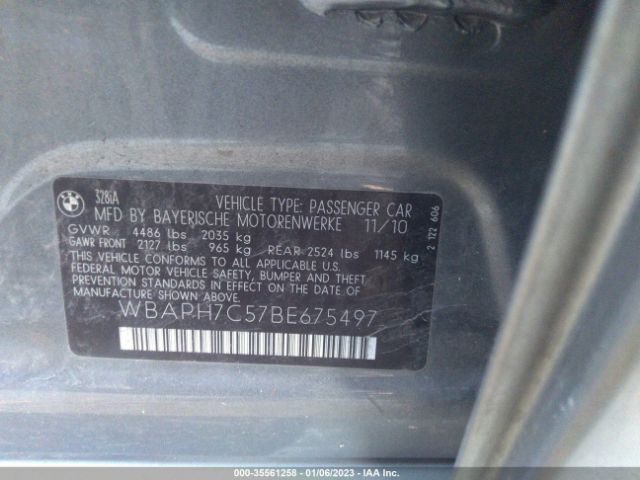 BMW
328iA
VEHICLE TYPE: PASSENGER CAR
MFD BY BAYERISCHE MOTORENWERKE 11/10
GVWR 4486 lbs 2035 kg
GAWR FRONT 2127 lbs 965 kg REAR 2524 lbs 1145 kg
THIS VEHICLE CONFORMS TO ALL APPLICABLE U.S.
FEDERAL MOTOR VEHICLE SAFETY, BUMPER AND THEFT
PREVENTION STANDARDS IN EFFECT ON THE DATE OF
MANUFACTURE SHOWN ABOVE.
WBAPH7C57BE675497
2 122 606
000-35561258 - 01/06/2023 - IAA Inc.